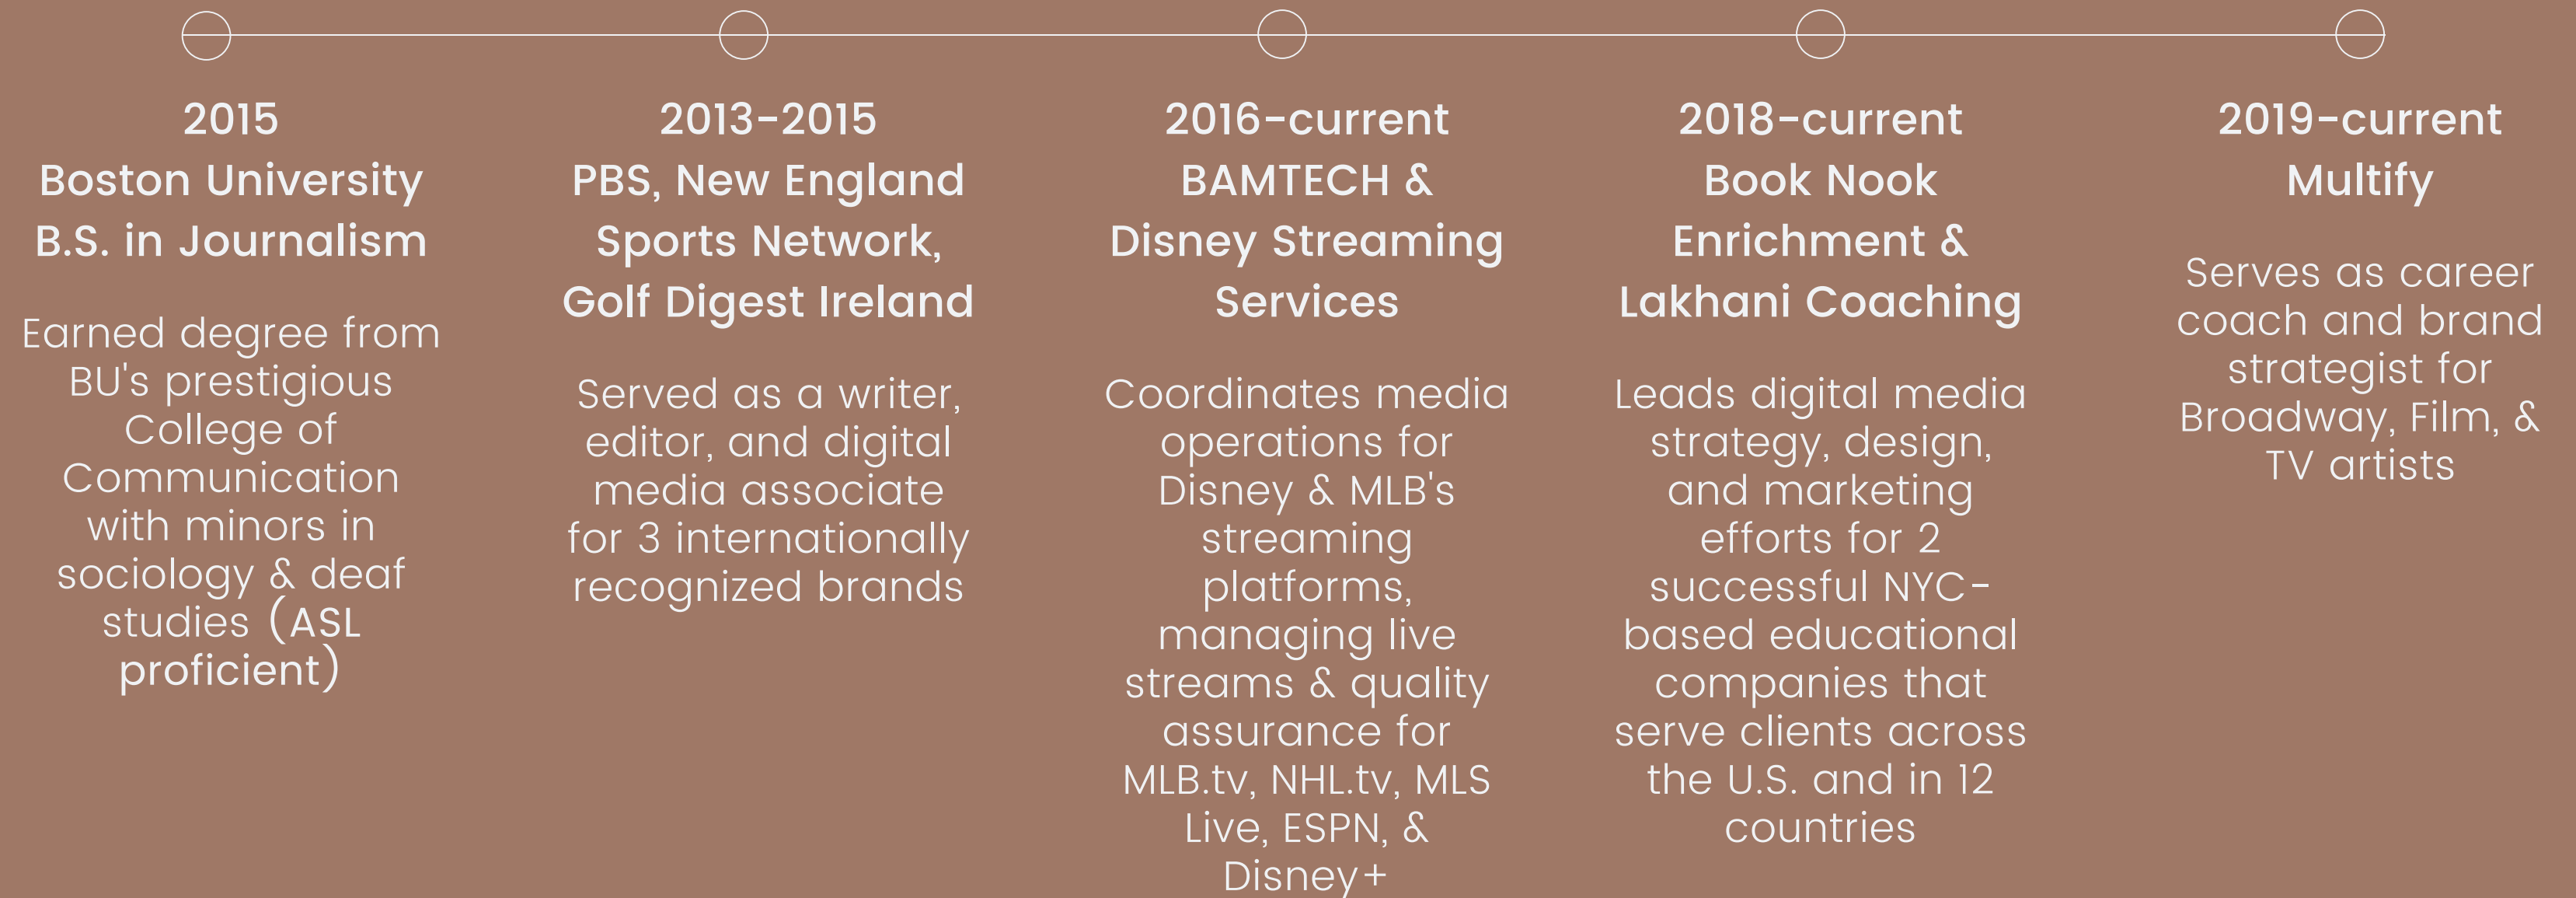 2015
Boston University
B.S. in Journalism
Earned degree from
BU's prestigious
College of
Communication
with minors in
sociology & deaf
studies (ASL
proficient)
2013-2015
PBS, New England
Sports Network,
Golf Digest Ireland
Served as a writer,
editor, and digital
media associate
for 3 internationally
recognized brands
2016-current
BAMTECH &
Disney Streaming
Services
Coordinates media
operations for
Disney & MLB's
streaming
platforms,
managing live
streams & quality
assurance for
MLB.tv, NHL.tv, MLS
Live, ESPN, &
Disney+
2018-current
Book Nook
Enrichment &
Lakhani Coaching
Leads digital media
strategy, design,
and marketing
efforts for 2
successful NYC-
based educational
companies that
serve clients across
the U.S. and in 12
countries
2019-current
Multify
Serves as career
coach and brand
strategist for
Broadway, Film, &
TV artists